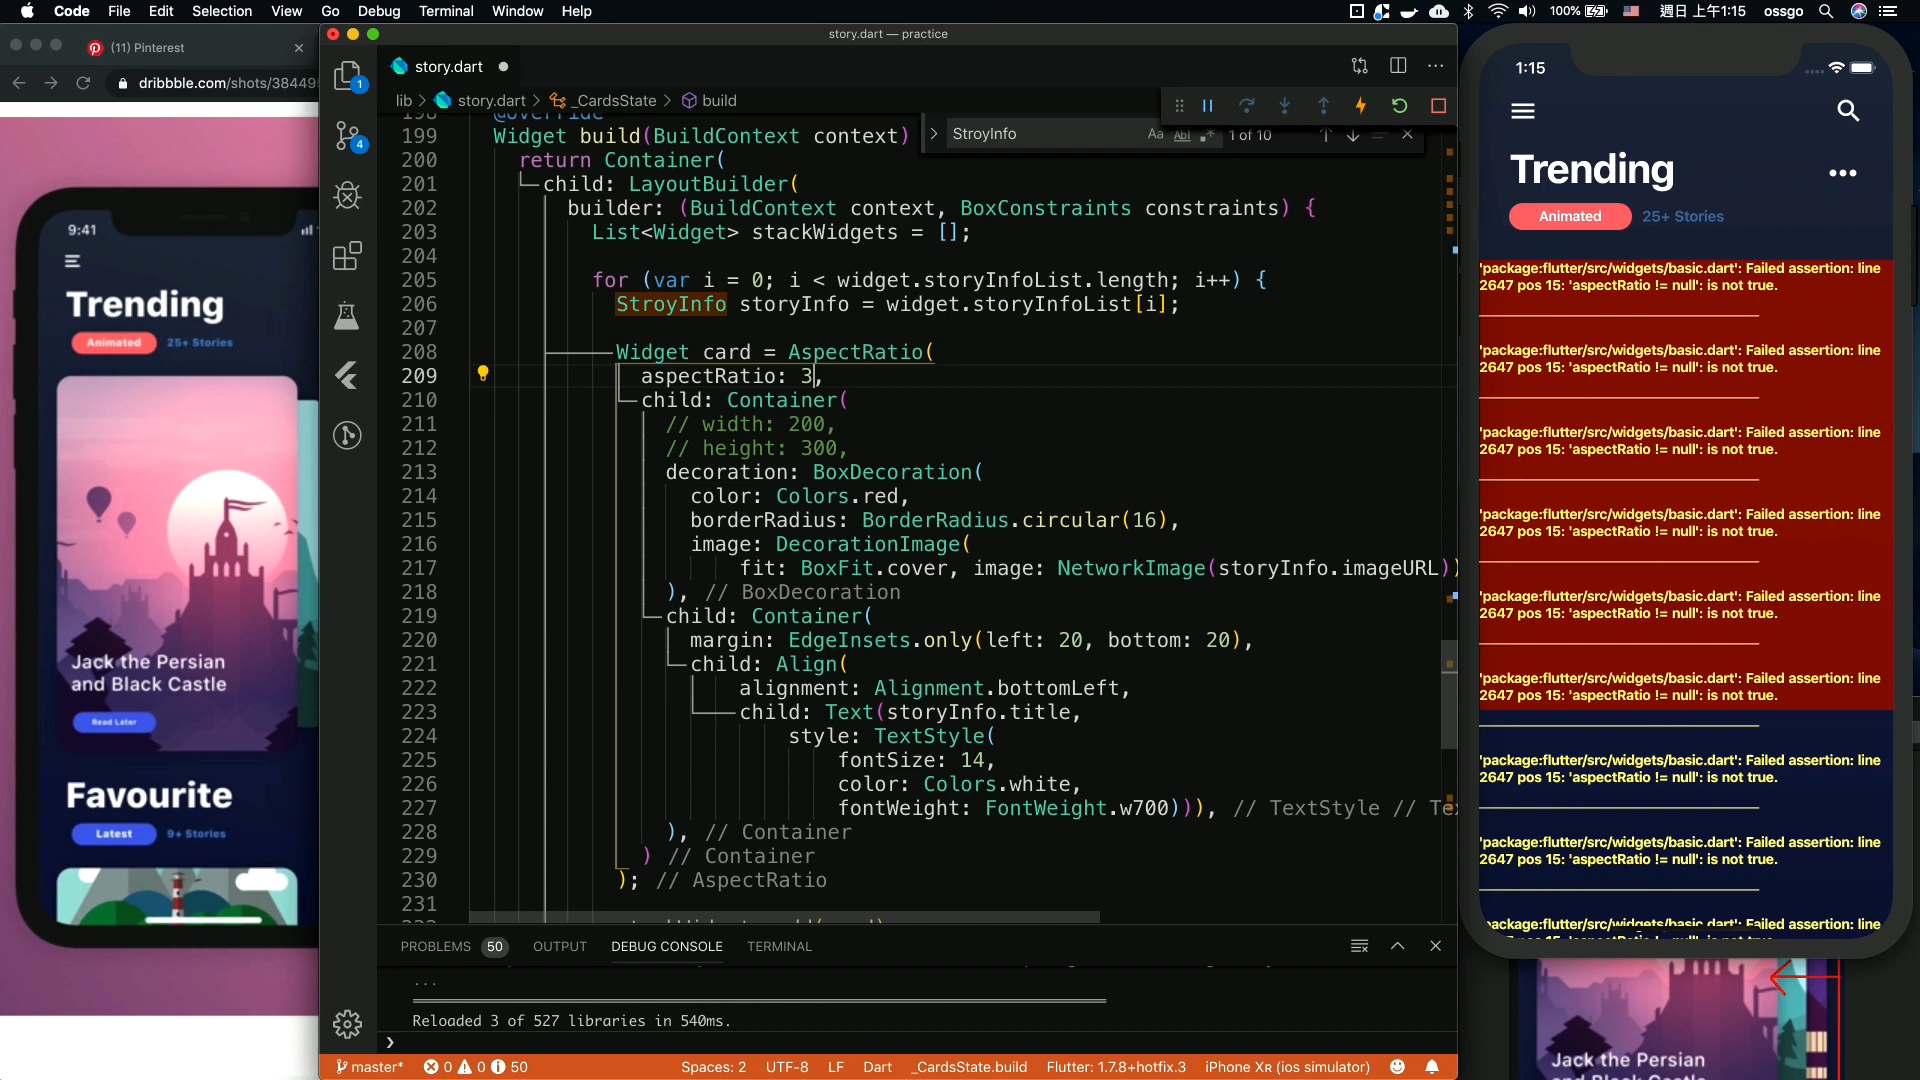 Code File Edit Selection View Go Debug Terminal Window Help
100% 週日 上午1:15 ossgo
(11) Pinterest
dribbble.com/shots/38449
9:41
Trending
Animated 25+ Stories
Jack the Persian
and Black Castle
Read Later
Favourite
Latest 9+ Stories
story.dart — practice
1
4
story.dart
lib > story.dart > _CardsState > build
StroyInfo Aa Abl 1 of 10
198 @override
199 Widget build(BuildContext context)
200 return Container(
201 child: LayoutBuilder(
202 builder: (BuildContext context, BoxConstraints constraints) {
203 List<Widget> stackWidgets = [];
204
205 for (var i = 0; i < widget.storyInfoList.length; i++) {
206 StroyInfo storyInfo = widget.storyInfoList[i];
207
208 Widget card = AspectRatio(
209 aspectRatio: 3,
210 child: Container(
211 // width: 200,
212 // height: 300,
213 decoration: BoxDecoration(
214 color: Colors.red,
215 borderRadius: BorderRadius.circular(16),
216 image: DecorationImage(
217 fit: BoxFit.cover, image: NetworkImage(storyInfo.imageURL))
218 ), // BoxDecoration
219 child: Container(
220 margin: EdgeInsets.only(left: 20, bottom: 20),
221 child: Align(
222 alignment: Alignment.bottomLeft,
223 child: Text(storyInfo.title,
224 style: TextStyle(
225 fontSize: 14,
226 color: Colors.white,
227 fontWeight: FontWeight.w700))), // TextStyle // Te
228 ), // Container
229 ) // Container
230 ); // AspectRatio
231
PROBLEMS 50 OUTPUT DEBUG CONSOLE TERMINAL
...
Reloaded 3 of 527 libraries in 540ms.
master* 0 0 50 Spaces: 2 UTF-8 LF Dart _CardsState.build Flutter: 1.7.8+hotfix.3 iPhone XR (ios simulator)
1:15
Trending
Animated 25+ Stories
'package:flutter/src/widgets/basic.dart': Failed assertion: line
2647 pos 15: 'aspectRatio != null': is not true.
'package:flutter/src/widgets/basic.dart': Failed assertion: line
2647 pos 15: 'aspectRatio != null': is not true.
'package:flutter/src/widgets/basic.dart': Failed assertion: line
2647 pos 15: 'aspectRatio != null': is not true.
'package:flutter/src/widgets/basic.dart': Failed assertion: line
2647 pos 15: 'aspectRatio != null': is not true.
'package:flutter/src/widgets/basic.dart': Failed assertion: line
2647 pos 15: 'aspectRatio != null': is not true.
'package:flutter/src/widgets/basic.dart': Failed assertion: line
2647 pos 15: 'aspectRatio != null': is not true.
'package:flutter/src/widgets/basic.dart': Failed assertion: line
2647 pos 15: 'aspectRatio != null': is not true.
'package:flutter/src/widgets/basic.dart': Failed assertion: line
2647 pos 15: 'aspectRatio != null': is not true.
package:flutter/src/widgets/basic.dart': Failed assertion: line
Jack the Persian